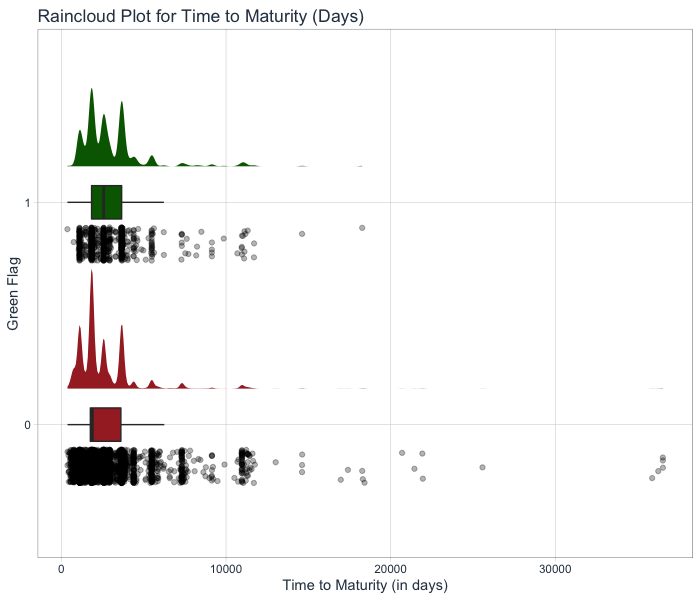 Raincloud Plot for Time to Maturity (Days)
Green Flag
1
0
0 10000 20000 30000
Time to Maturity (in days)